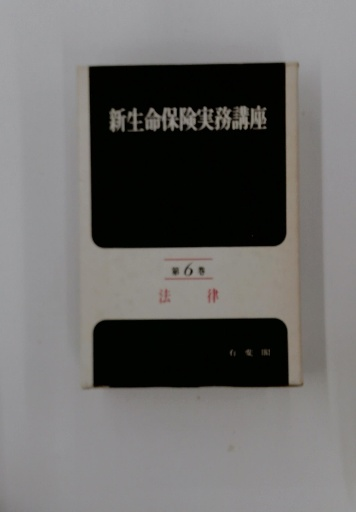 新生命保険実務講座
第6巻
法律
有斐閣